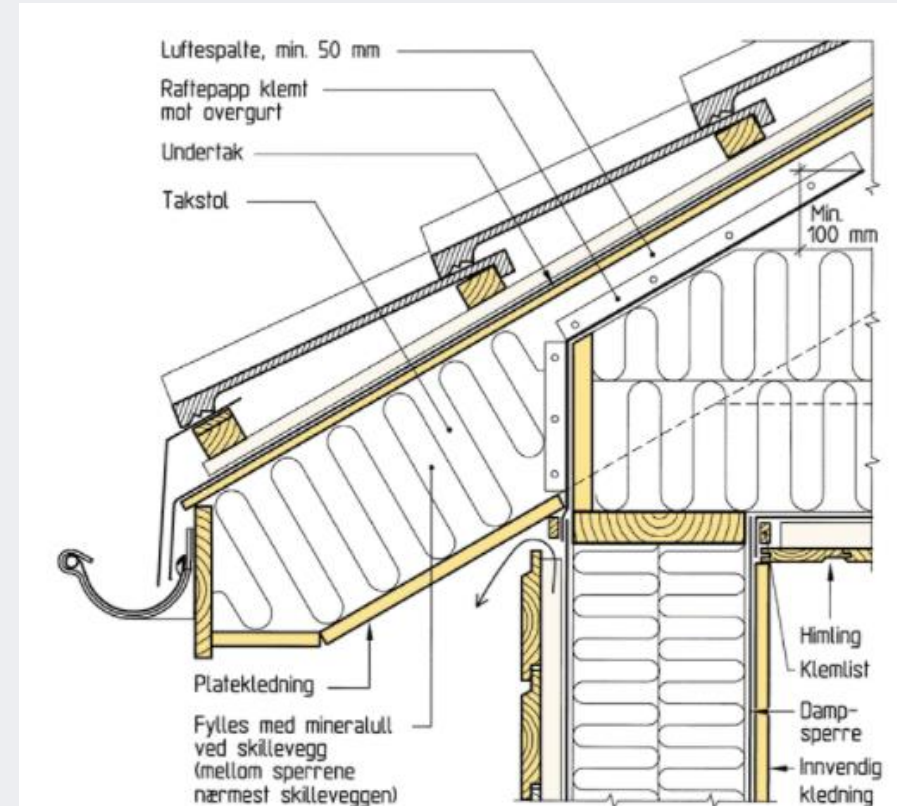 Luftespalte, min. 50 mm
Raftepapp klemt
mot overgurt
Undertak
Takstol
Min.
100 mm
Himling
Klemlist
Damp-
sperre
Innvendig
kledning
Platekledning
Fylles med mineralull
ved skillevegg
(mellom sperrene
nærmest skilleveggen)